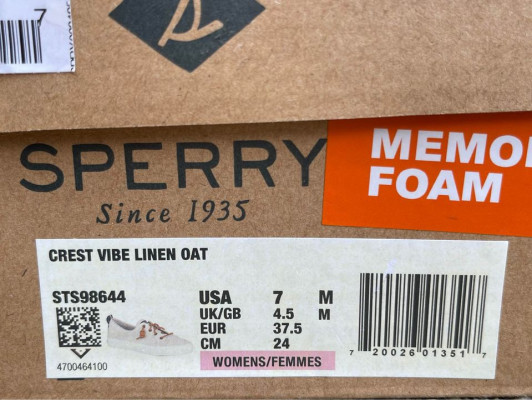 7
SPERRY
Since 1935
MEMO
FOAM
CREST VIBE LINEN OAT
STS98644
USA 7 M
UK/GB 4.5 M
EUR 37.5
CM 24
WOMENS/FEMMES
4700464100
7 20026 01351 7